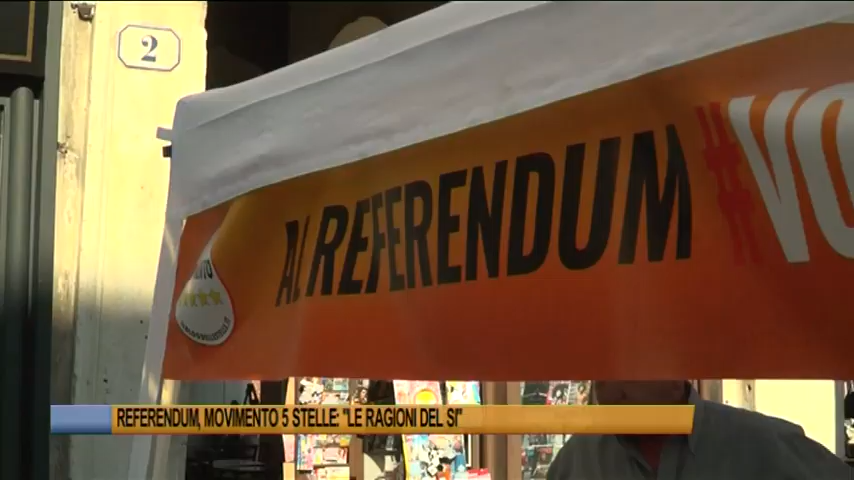 2
AL REFERENDUM #VO
REFERENDUM, MOVIMENTO 5 STELLE: "LE RAGIONI DEL SI"